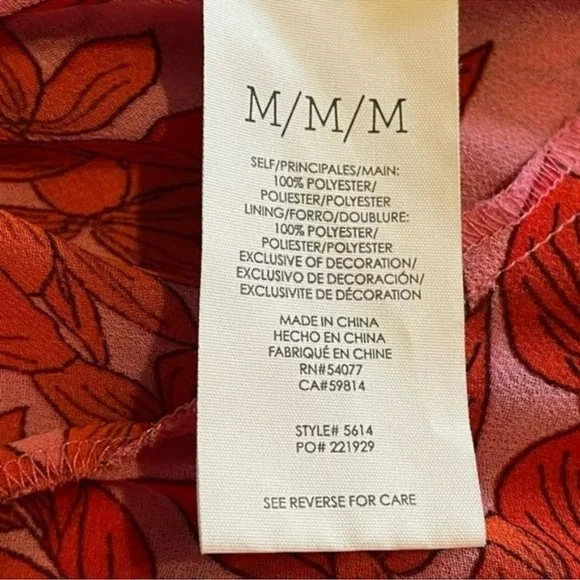 M/M/M
SELF/PRINCIPALES/MAIN:
100% POLYESTER/
POLIESTER/POLYESTER
LINING/FORRO/DOUBLURE:
100% POLYESTER/
POLIESTER/POLYESTER
EXCLUSIVE OF DECORATION/
EXCLUSIVO DE DECORACIÓN/
EXCLUSIVITE DE DÉCORATION
MADE IN CHINA
HECHO EN CHINA
FABRIQUÉ EN CHINE
RN#54077
CA#59814
STYLE# 5614
PO# 221929
SEE REVERSE FOR CARE